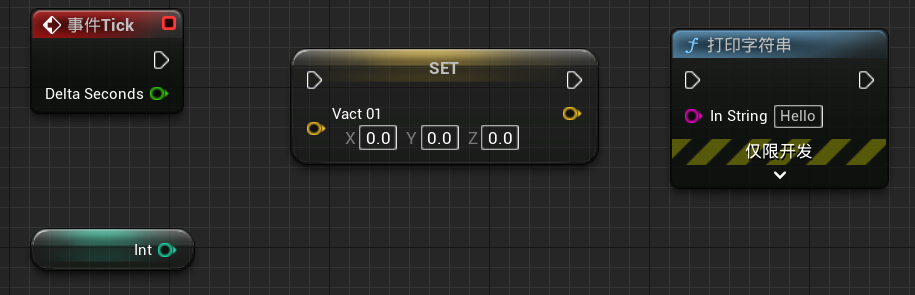 事件Tick
Delta Seconds
SET
Vact 01
X 0.0 Y 0.0 Z 0.0
打印字符串
In String Hello
仅限开发
Int